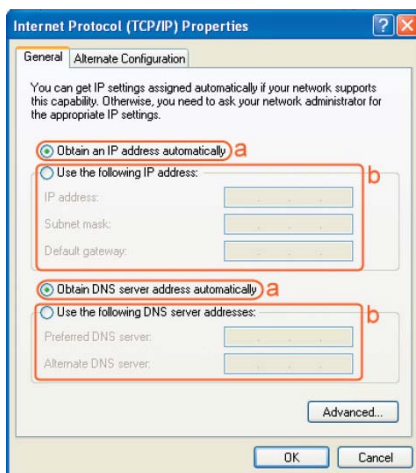 Internet Protocol (TCP/IP) Properties
General
Alternate Configuration
You can get IP settings assigned automatically if your network supports
this capability. Otherwise, you need to ask your network administrator for
the appropriate IP settings.
Obtain an IP address automatically a
Use the following IP address: b
IP address:
Subnet mask:
Default gateway:
Obtain DNS server address automatically a
Use the following DNS server addresses: b
Preferred DNS server:
Alternate DNS server:
Advanced...
OK
Cancel